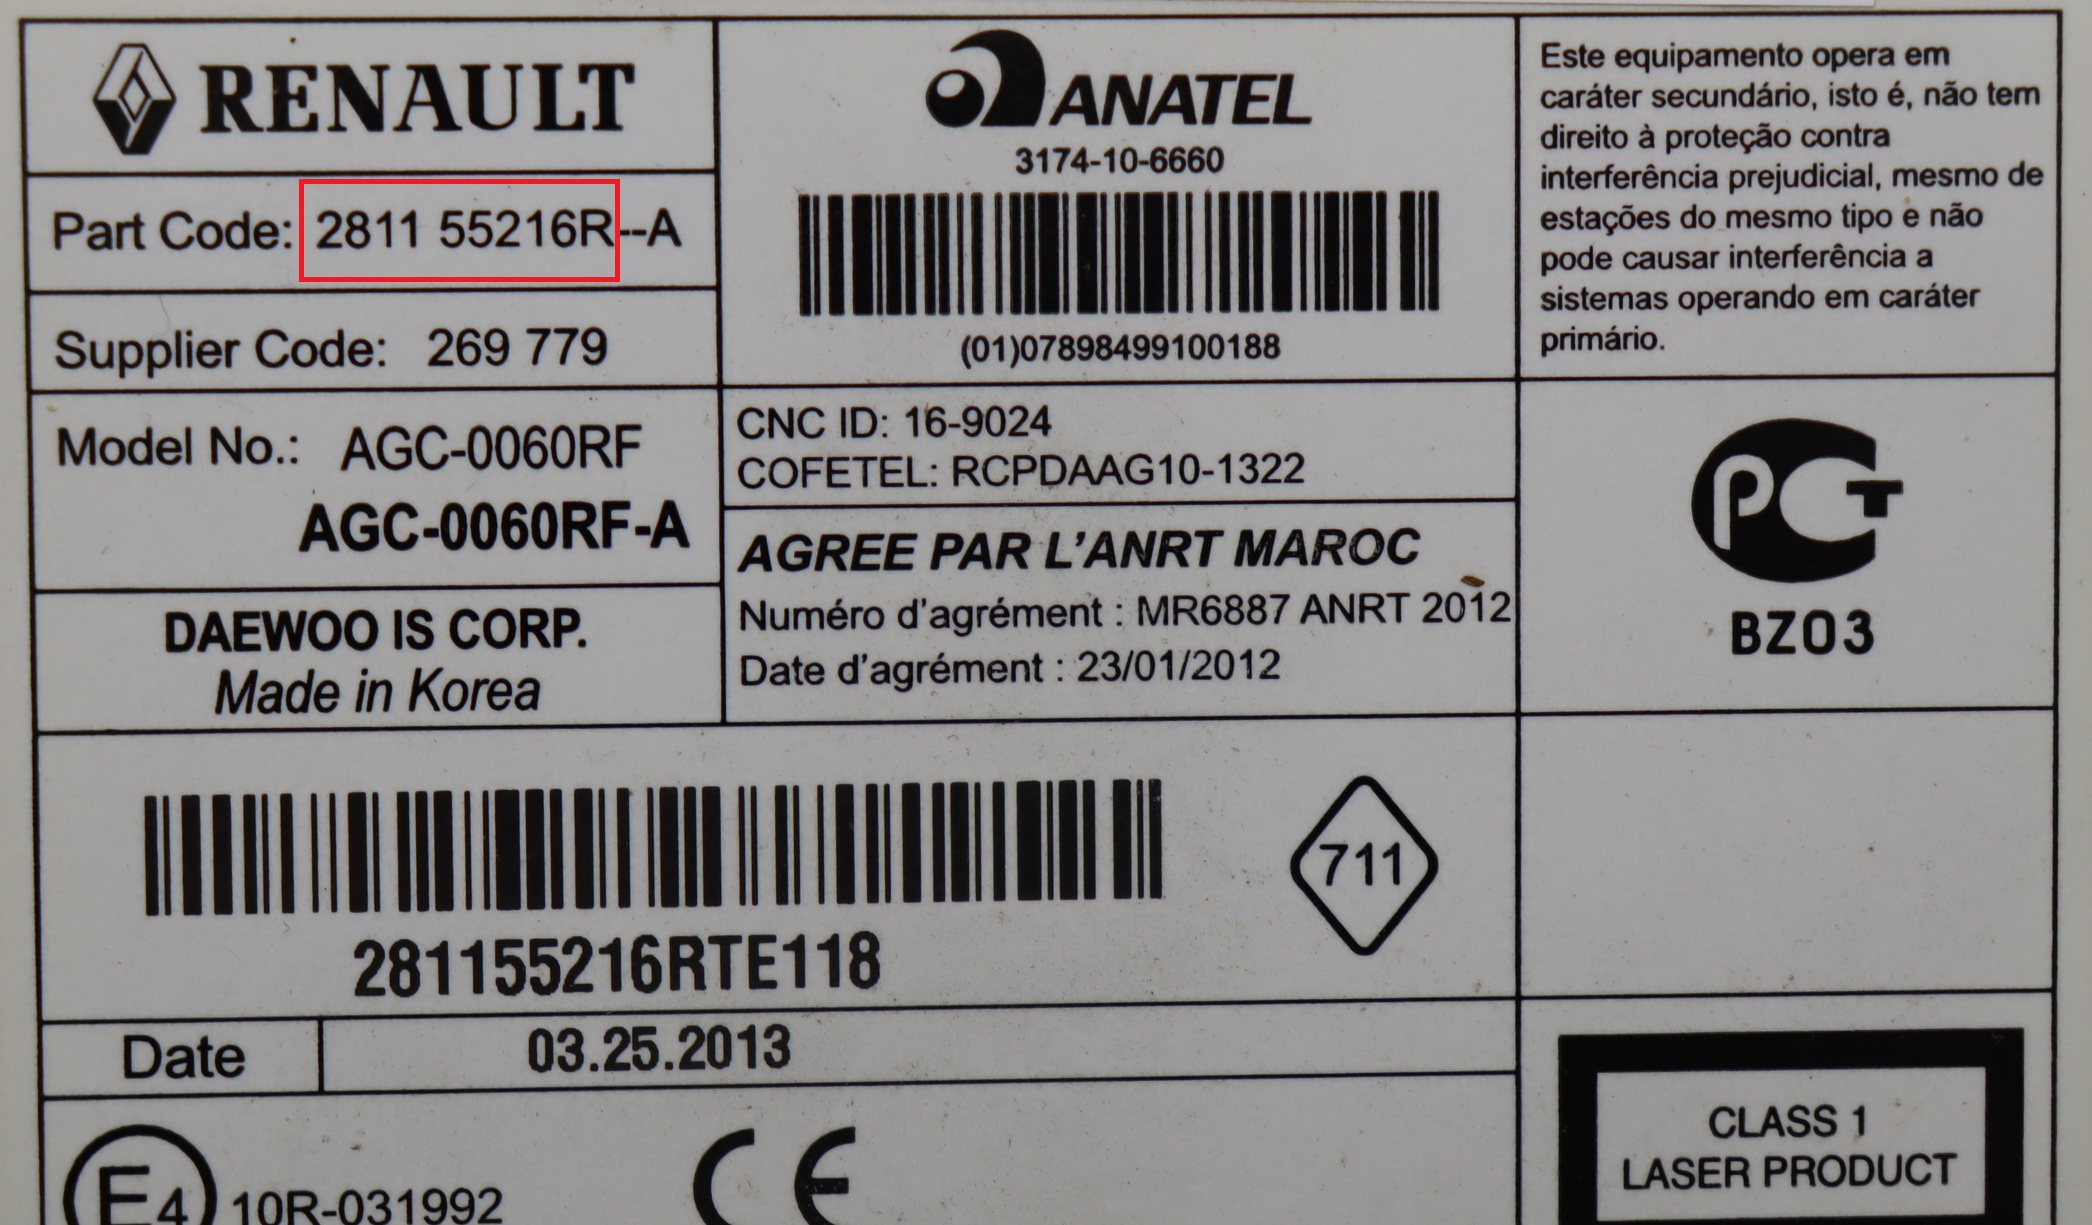 RENAULT
Part Code: 2811 55216R--A
Supplier Code: 269 779
Model No.: AGC-0060RF
AGC-0060RF-A
DAEWOO IS CORP.
Made in Korea
ANATEL
3174-10-6660
(01)07898499100188
CNC ID: 16-9024
COFETEL: RCPDAAG10-1322
AGREE PAR L'ANRT MAROC
Numéro d'agrément : MR6887 ANRT 2012
Date d'agrément : 23/01/2012
Este equipamento opera em
caráter secundário, isto é, não tem
direito à proteção contra
interferência prejudicial, mesmo de
estações do mesmo tipo e não
pode causar interferência a
sistemas operando em caráter
primário.
PCT
BZ03
281155216RTE118
711
Date 03.25.2013
E4 10R-031992
CE
CLASS 1
LASER PRODUCT